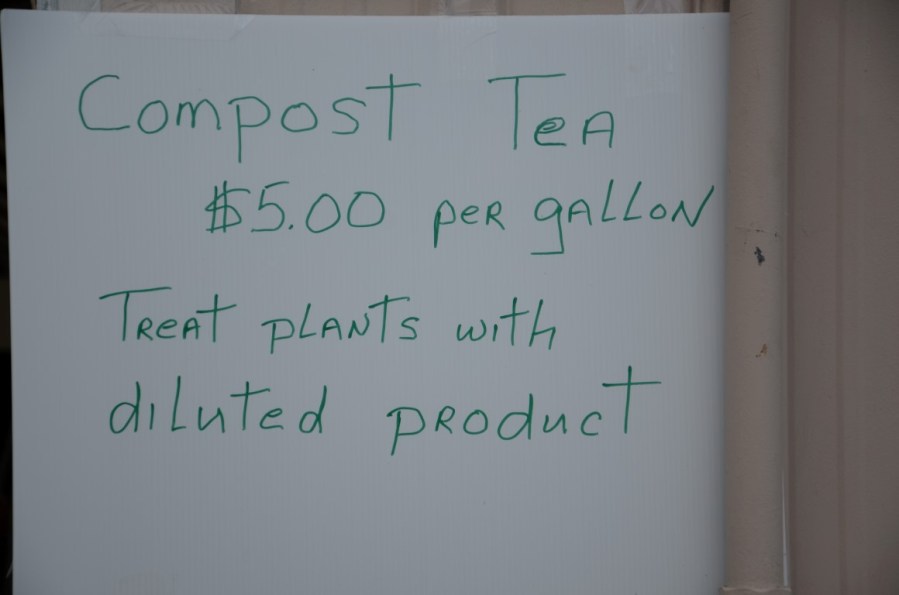 Compost Tea
$5.00 per gallon
Treat plants with
diluted product